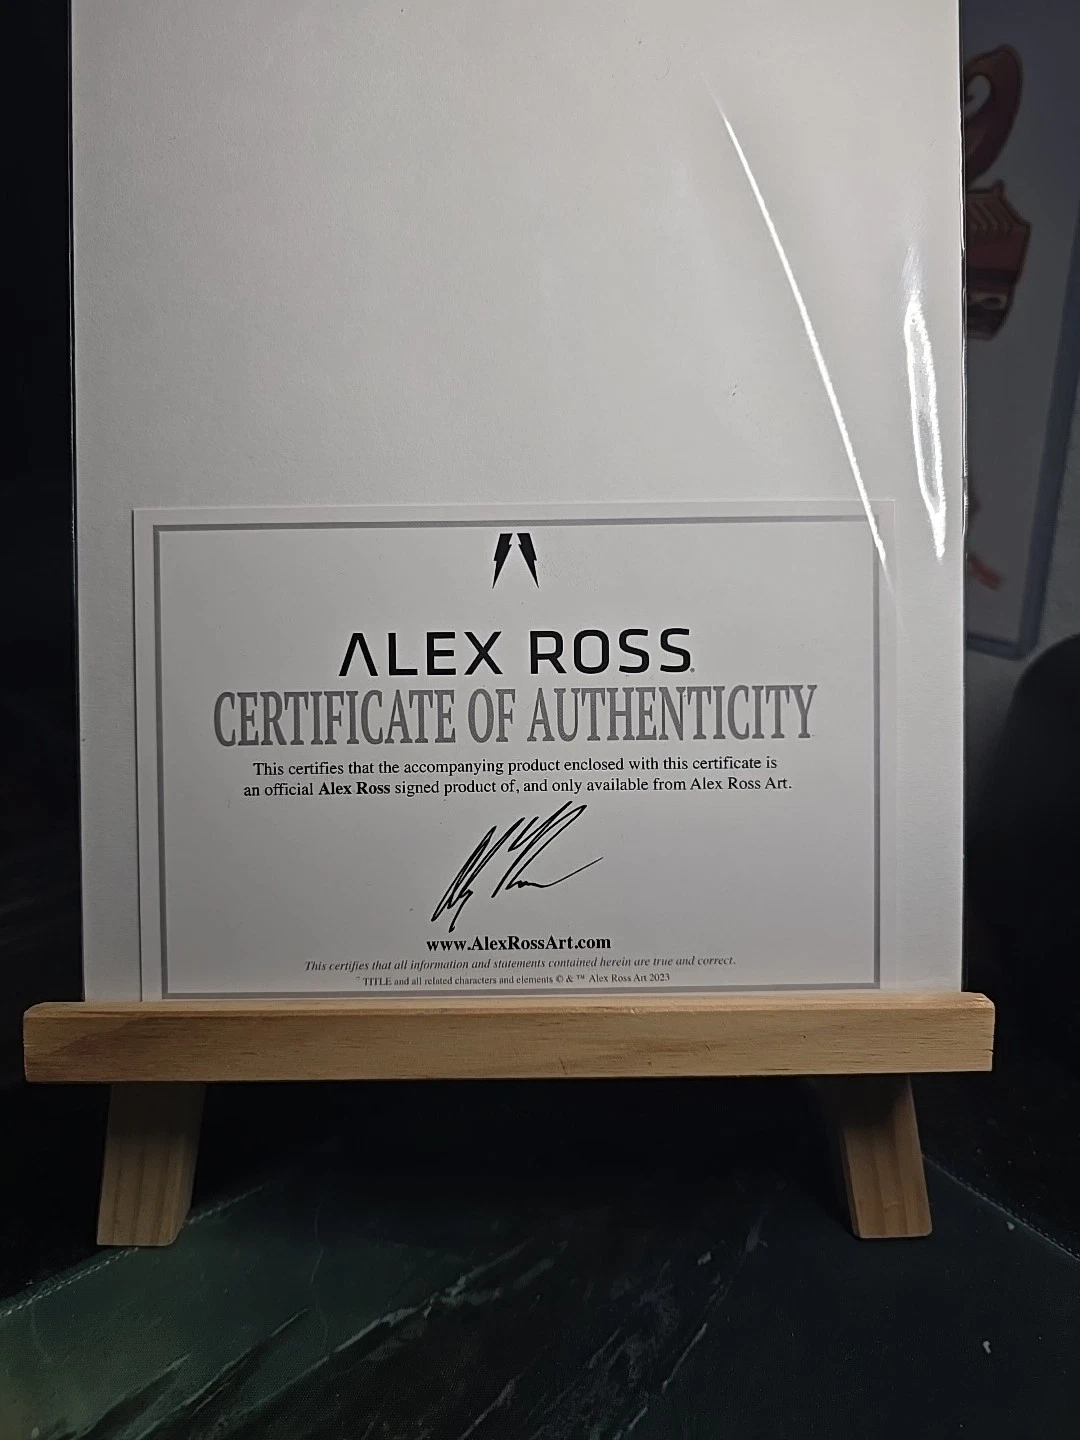 ALEX ROSS.
CERTIFICATE OF AUTHENTICITY
This certifies that the accompanying product enclosed with this certificate is
an official Alex Ross signed product of, and only available from Alex Ross Art.
www.AlexRossArt.com
This certifies that all information and statements contained herein are true and correct.
TITLE and all related characters and elements © & ™ Alex Ross Art 2023